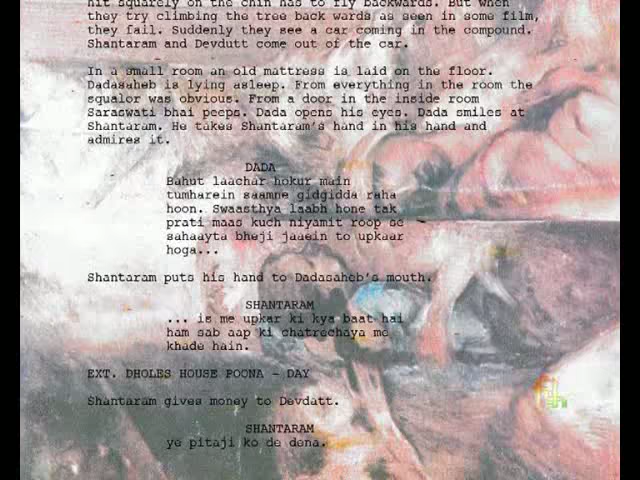 hit squarely on the chin has to fly backwards. But when
they try climbing the tree back wards as seen in some film,
they fail. Suddenly they see a car coming in the compound.
Shantaram and Devdutt come out of the car.
In a small room an old mattress is laid on the floor.
Dadasaheb is lying asleep. From everything in the room the
squalor was obvious. From a door in the inside room
Saraswati bhai peeps. Dada opens his eyes. Dada smiles at
Shantaram. He takes Shantaram's hand in his hand and
admires it.
DADA
Bahut laachar hokur main
tumharein saamne gidgidda raha
hoon. Swaasthya laabh hone tak
prati maas kuch niyamit roop se
sahaayta bheji jaaein to upkaar
hoga...
Shantaram puts his hand to Dadasaheb's mouth.
SHANTARAM
... is me upkar ki kya baat hai
ham sab aap ki chatrechaya me
khade hain.
EXT. DHOLES HOUSE POONA - DAY
Shantaram gives money to Devdatt.
SHANTARAM
ye pitaji ko de dena.